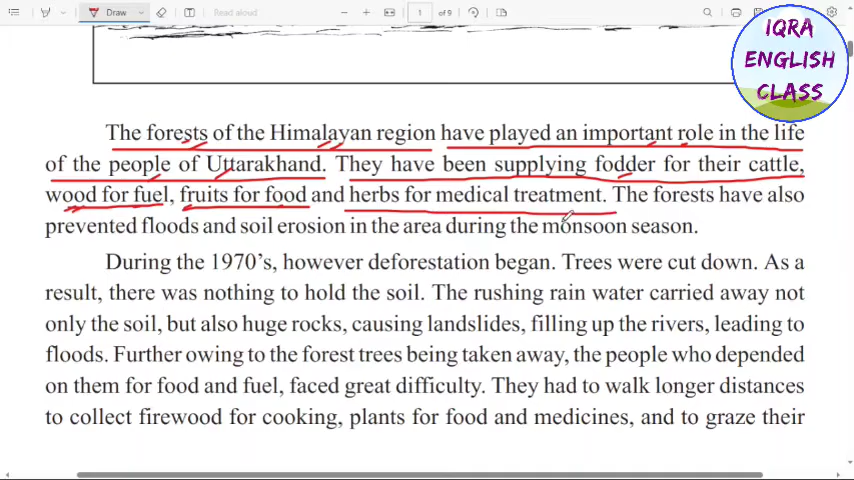 Draw
Read aloud
1
of 9
IQRA
ENGLISH
CLASS
The forests of the Himalayan region have played an important role in the life
of the people of Uttarakhand. They have been supplying fodder for their cattle,
wood for fuel, fruits for food and herbs for medical treatment. The forests have also
prevented floods and soil erosion in the area during the monsoon season.
During the 1970's, however deforestation began. Trees were cut down. As a
result, there was nothing to hold the soil. The rushing rain water carried away not
only the soil, but also huge rocks, causing landslides, filling up the rivers, leading to
floods. Further owing to the forest trees being taken away, the people who depended
on them for food and fuel, faced great difficulty. They had to walk longer distances
to collect firewood for cooking, plants for food and medicines, and to graze their